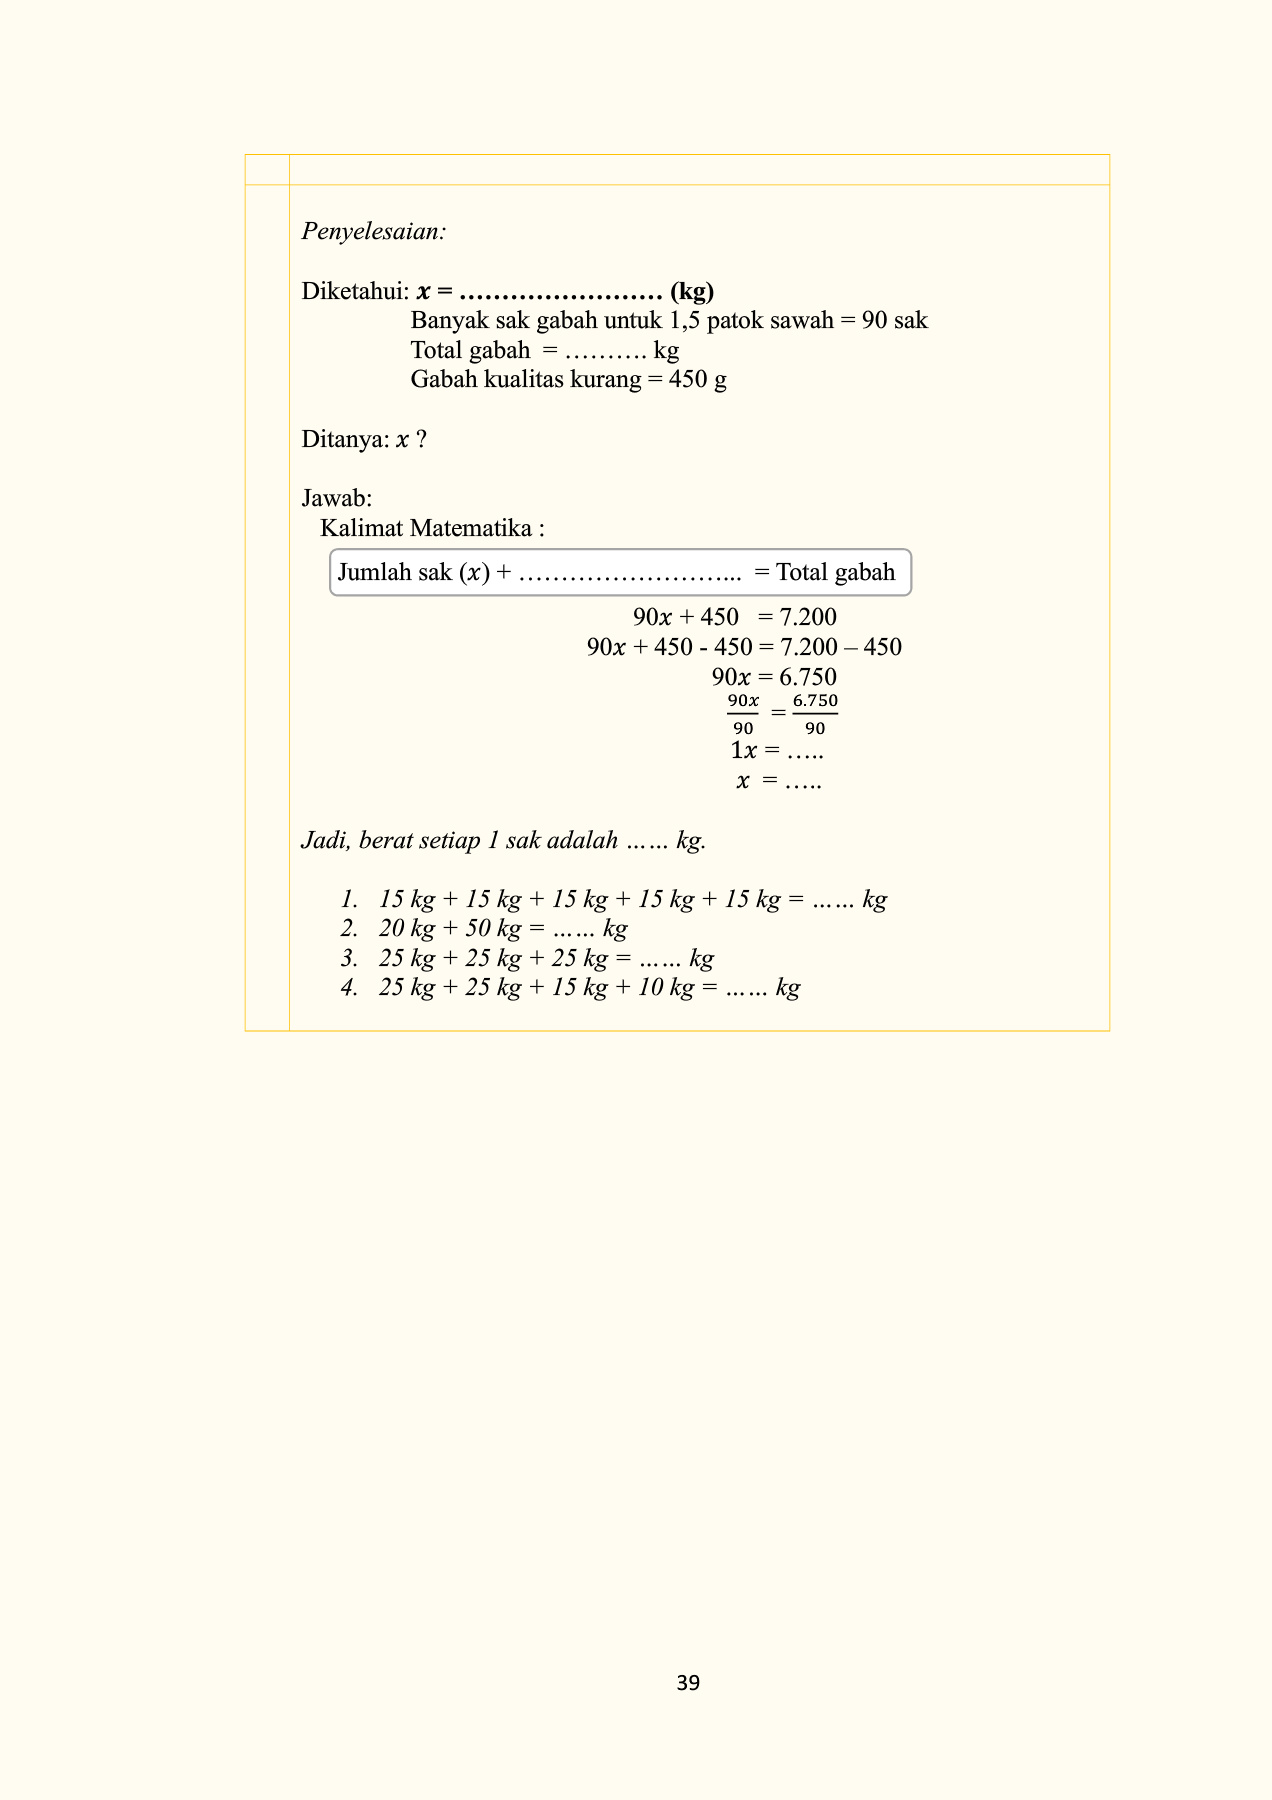 Penyelesaian:
Diketahui: x = …………………… (kg)
Banyak sak gabah untuk 1,5 patok sawah = 90 sak
Total gabah = ………. kg
Gabah kualitas kurang = 450 g
Ditanya: x ?
Jawab:
Kalimat Matematika :
Jumlah sak (x) + ……………………... = Total gabah
90x + 450 = 7.200
90x + 450 - 450 = 7.200 – 450
90x = 6.750
90x/90 = 6.750/90
1x = …..
x = …..
Jadi, berat setiap 1 sak adalah …… kg.
1. 15 kg + 15 kg + 15 kg + 15 kg + 15 kg = …… kg
2. 20 kg + 50 kg = …… kg
3. 25 kg + 25 kg + 25 kg = …… kg
4. 25 kg + 25 kg + 15 kg + 10 kg = …… kg
39